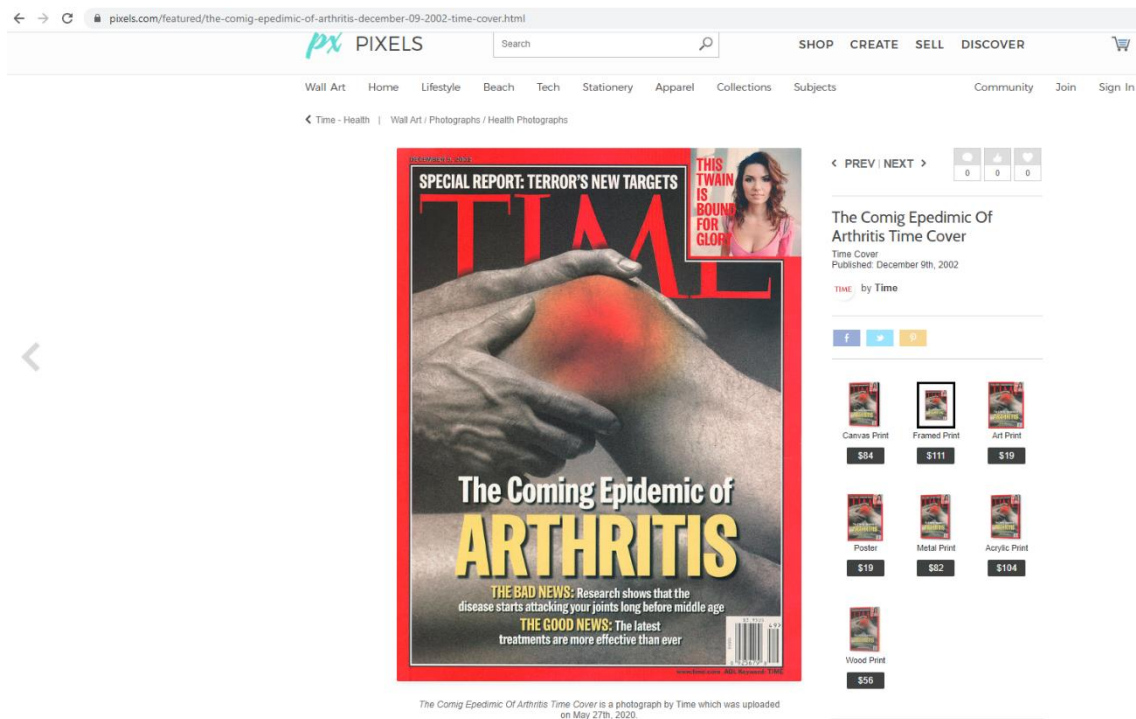 pixels.com/featured/the-comig-epedimic-of-arthritis-december-09-2002-time-cover.html
px PIXELS
Search
SHOP CREATE SELL DISCOVER
Wall Art Home Lifestyle Beach Tech Stationery Apparel Collections Subjects Community Join Sign In
Time - Health | Wall Art / Photographs / Health Photographs
SPECIAL REPORT: TERROR'S NEW TARGETS
THIS
TWAIN
IS
BOUND
FOR
GLORY
TIME
The Coming Epidemic of
ARTHRITIS
THE BAD NEWS: Research shows that the
disease starts attacking your joints long before middle age
THE GOOD NEWS: The latest
treatments are more effective than ever
www.time.com AOL Keyword: TIME
The Comig Epedimic Of Arthritis Time Cover is a photograph by Time which was uploaded
on May 27th, 2020.
< PREV | NEXT >
0 0 0
The Comig Epedimic Of
Arthritis Time Cover
Time Cover
Published: December 9th, 2002
TIME by Time
Canvas Print Framed Print Art Print
$84 $111 $19
Poster Metal Print Acrylic Print
$19 $82 $104
Wood Print
$56